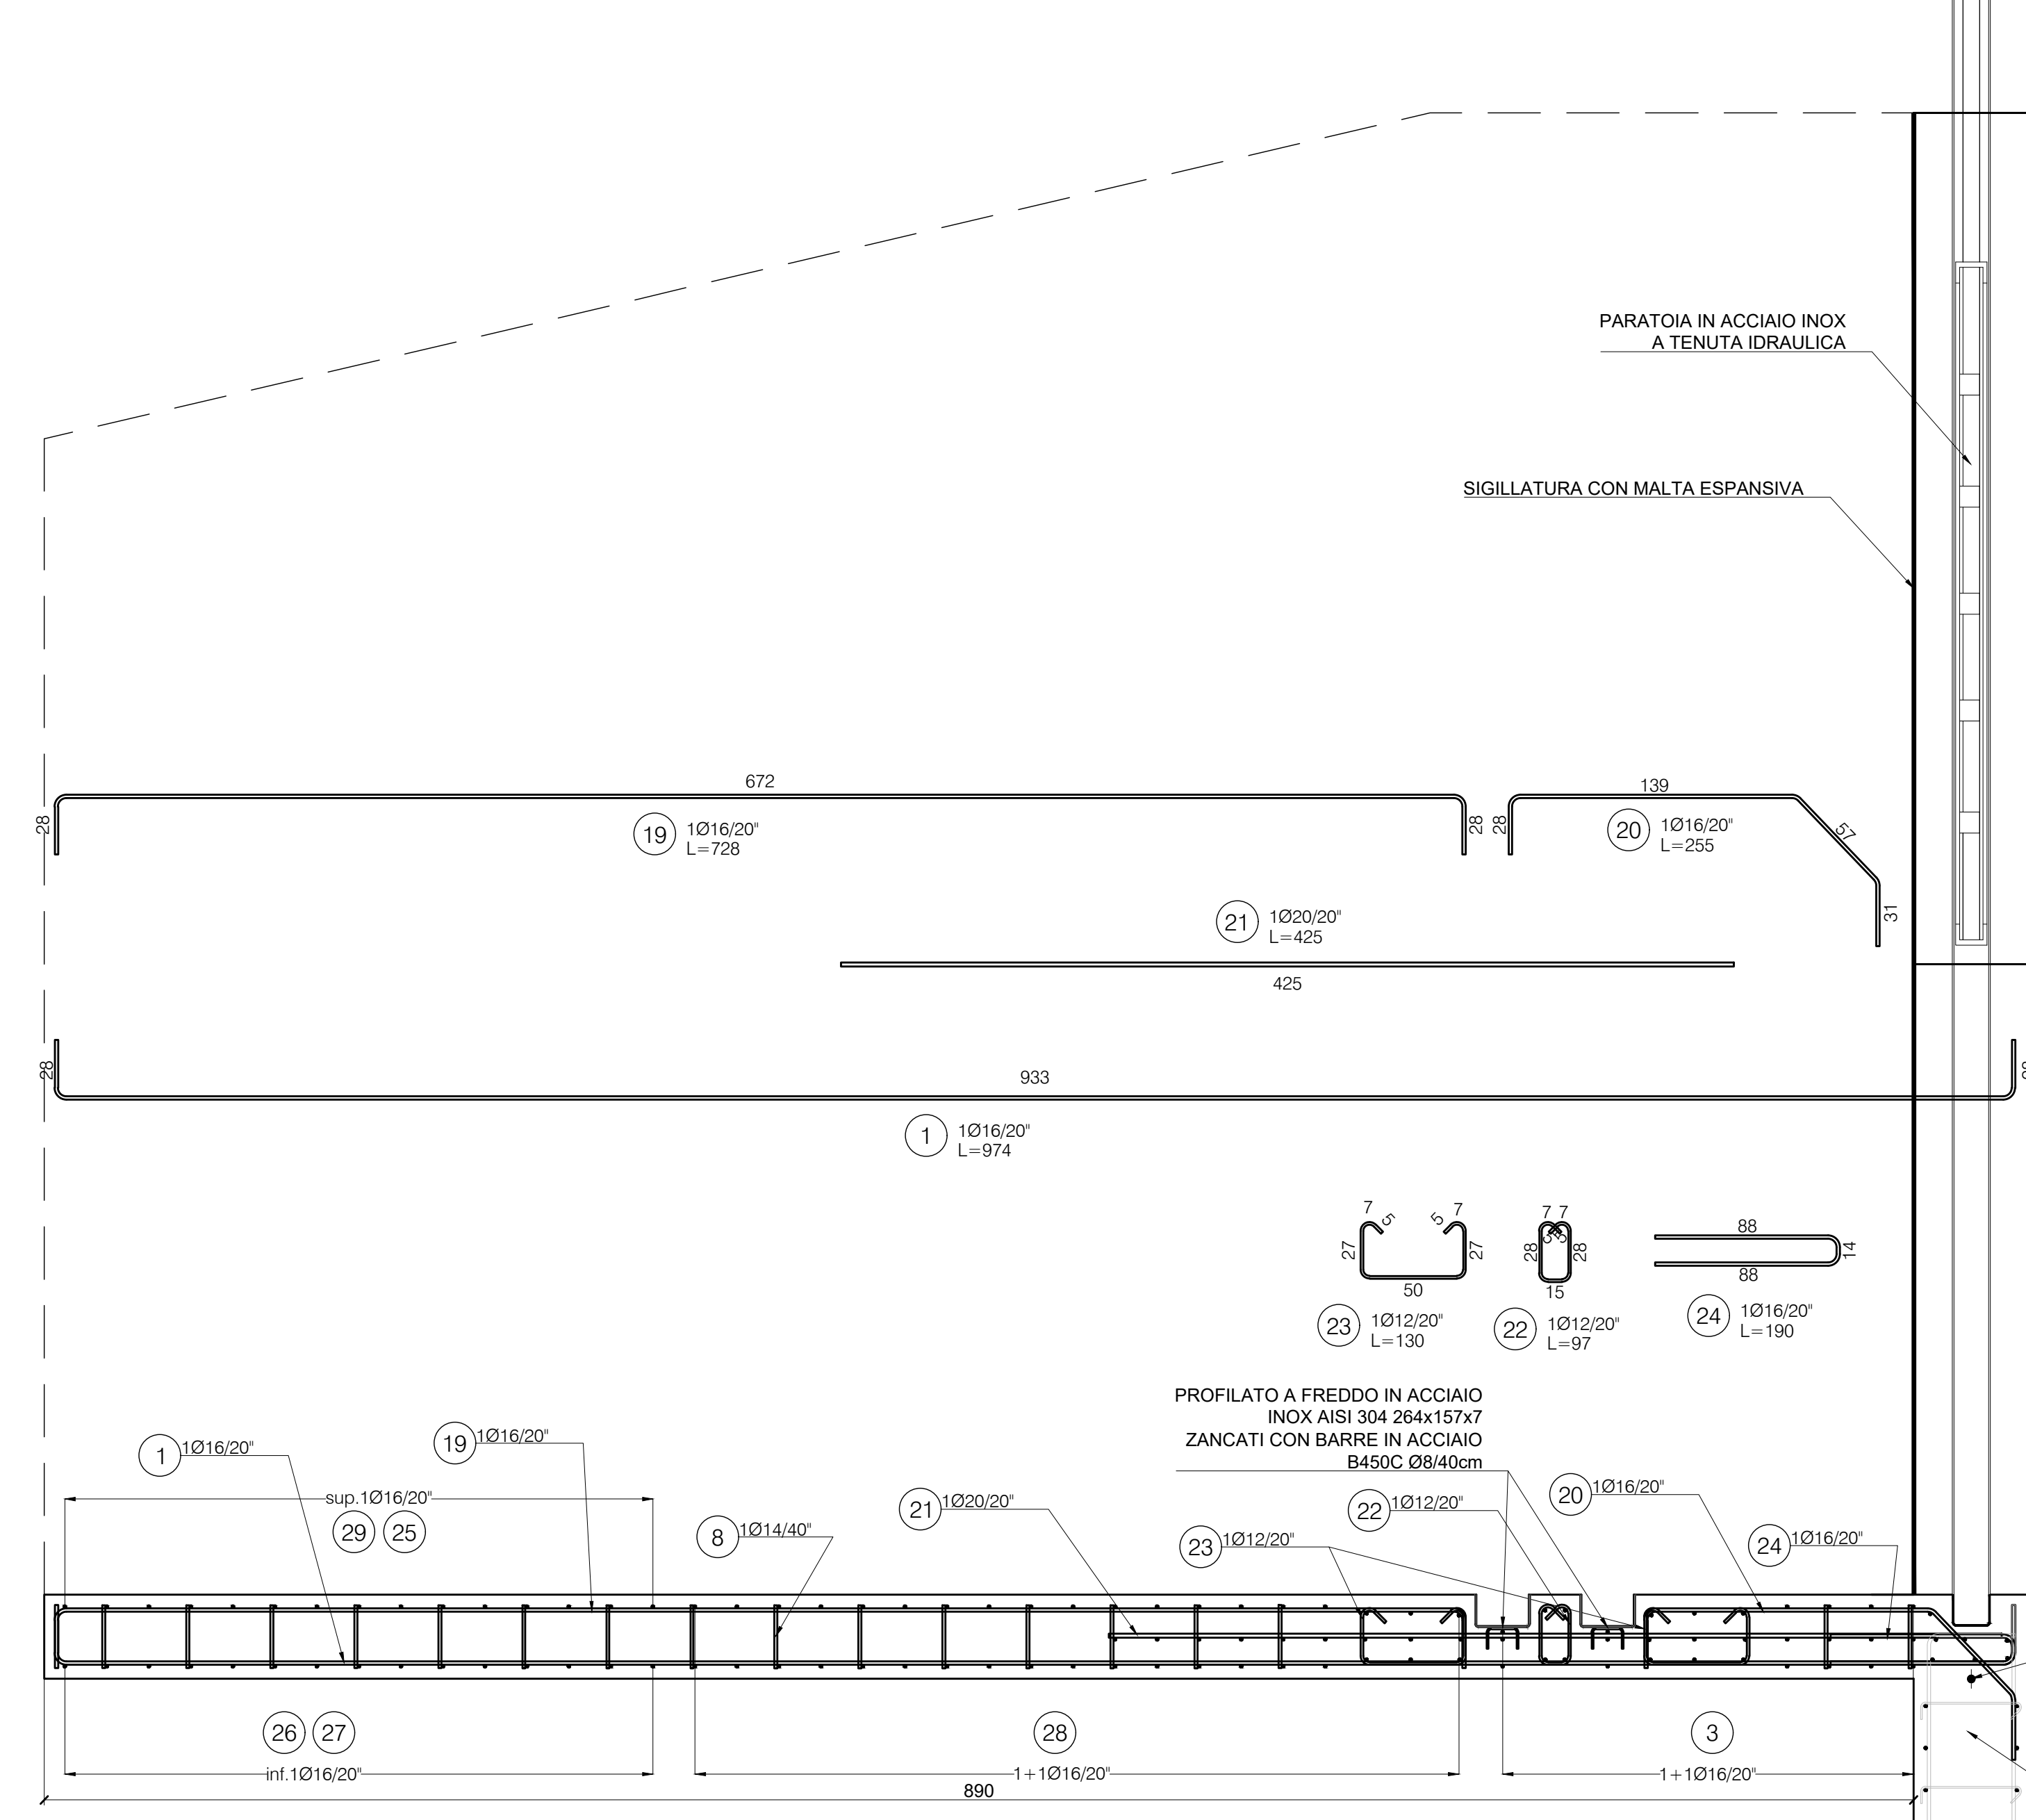 PARATOIA IN ACCIAIO INOX
A TENUTA IDRAULICA
SIGILLATURA CON MALTA ESPANSIVA
672
28
28
19
1Ø16/20"
L=728
139
28
57
31
20
1Ø16/20"
L=255
21
1Ø20/20"
L=425
425
28
933
1
1Ø16/20"
L=974
7
5
5
7
27
27
50
23
1Ø12/20"
L=130
7
7
28
28
15
22
1Ø12/20"
L=97
88
14
88
24
1Ø16/20"
L=190
PROFILATO A FREDDO IN ACCIAIO
INOX AISI 304 264x157x7
ZANCATI CON BARRE IN ACCIAIO
B450C Ø8/40cm
1
1Ø16/20"
19
1Ø16/20"
sup.1Ø16/20"
29
25
8
1Ø14/40"
21
1Ø20/20"
22
1Ø12/20"
23
1Ø12/20"
20
1Ø16/20"
24
1Ø16/20"
26
27
inf.1Ø16/20"
28
1+1Ø16/20"
3
1+1Ø16/20"
890